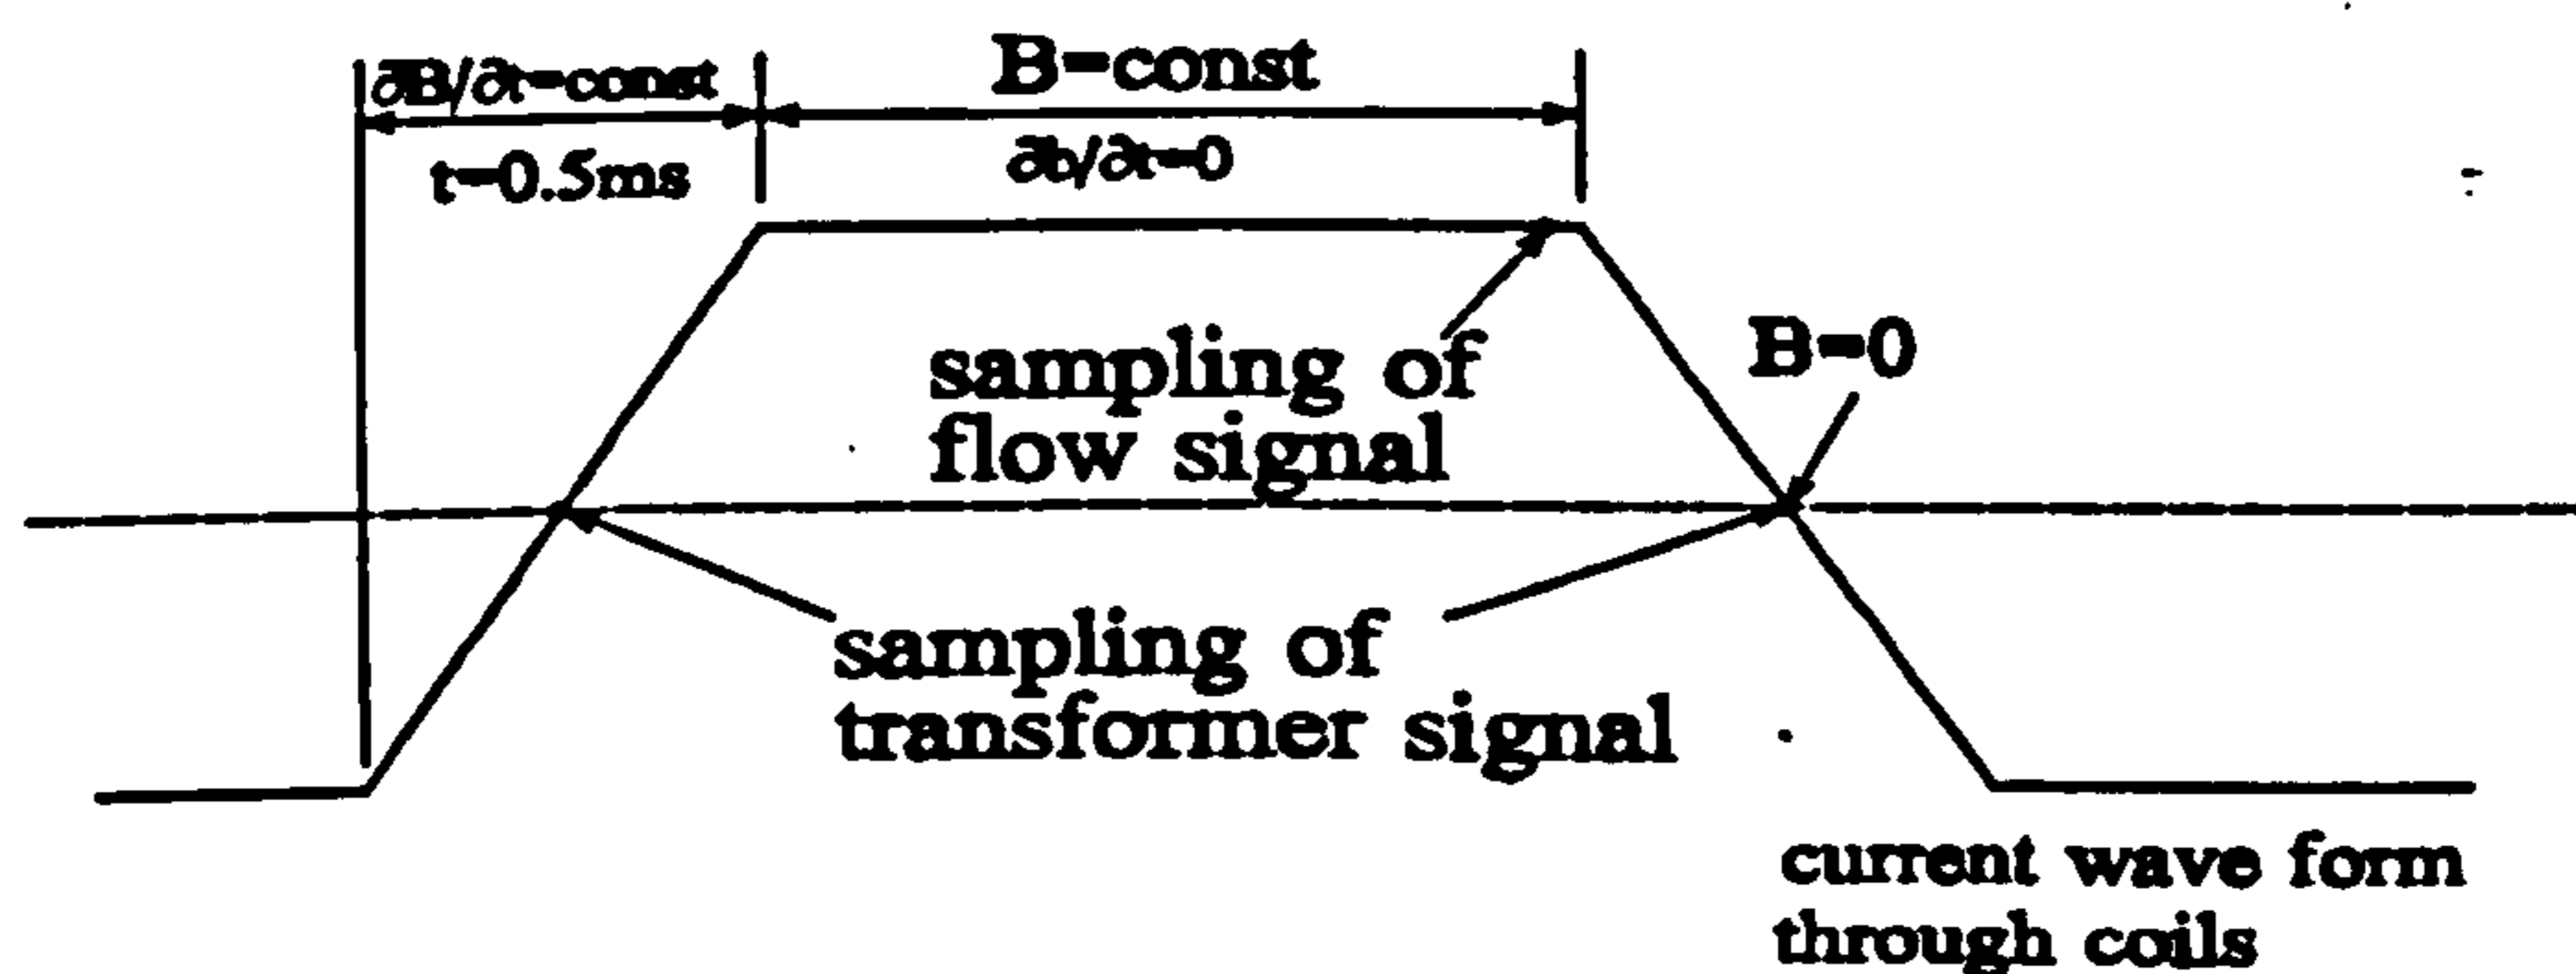 ∂B/∂t=const
B=const
t=0.5ms
∂b/∂t=0
sampling of
flow signal
B=0
sampling of
transformer signal
current wave form
through coils